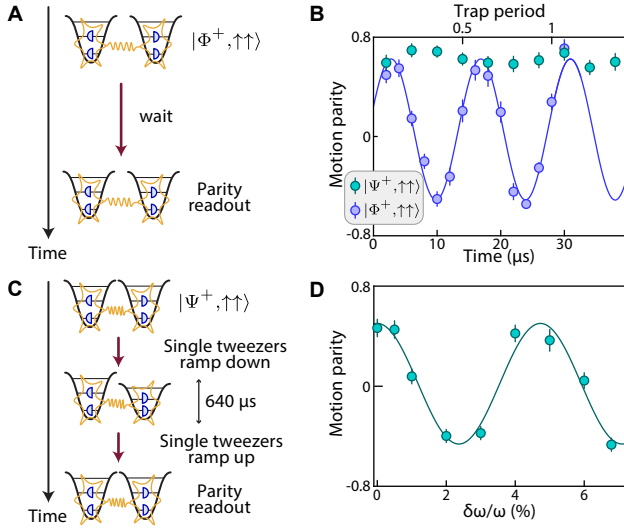 A
|Φ⁺,↑↑⟩
wait
Parity
readout
Time
B
Trap period
0.5
1
0.8
0
-0.8
Motion parity
|Ψ⁺,↑↑⟩
|Φ⁺,↑↑⟩
0
10
20
30
Time (μs)
C
|Ψ⁺,↑↑⟩
Single tweezers
ramp down
640 μs
Single tweezers
ramp up
Parity
readout
Time
D
0.8
0
-0.8
Motion parity
0
2
4
6
δω/ω (%)